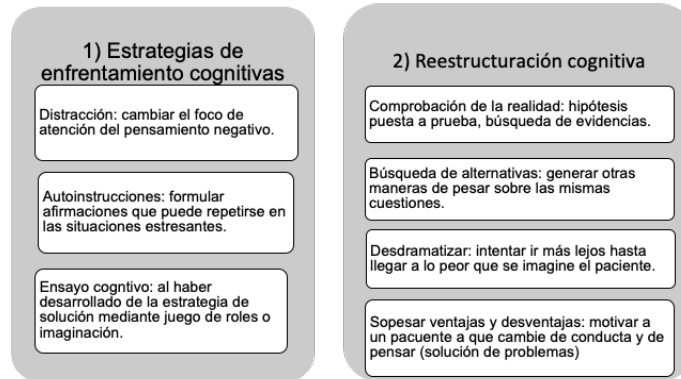 1) Estrategias de
enfrentamiento cognitivas
Distracción: cambiar el foco de
atención del pensamiento negativo.
Autoinstrucciones: formular
afirmaciones que puede repetirse en
las situaciones estresantes.
Ensayo cogntivo: al haber
desarrollado de la estrategia de
solución mediante juego de roles o
imaginación.
2) Reestructuración cognitiva
Comprobación de la realidad: hipótesis
puesta a prueba, búsqueda de evidencias.
Búsqueda de alternativas: generar otras
maneras de pesar sobre las mismas
cuestiones.
Desdramatizar: intentar ir más lejos hasta
llegar a lo peor que se imagine el paciente.
Sopesar ventajas y desventajas: motivar a
un pacuente a que cambie de conducta y de
pensar (solución de problemas)